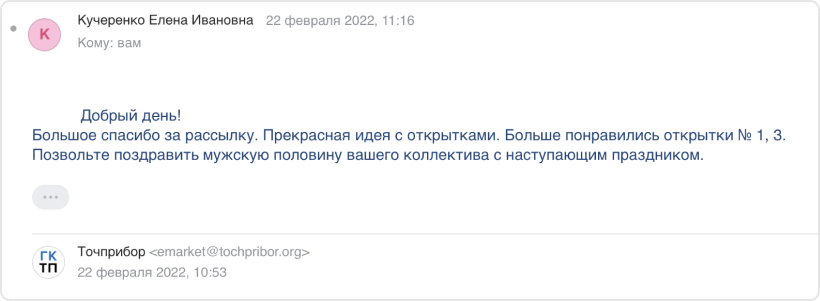 К
Кучеренко Елена Ивановна 22 февраля 2022, 11:16
Кому: вам
Добрый день!
Большое спасибо за рассылку. Прекрасная идея с открытками. Больше понравились открытки № 1, 3.
Позвольте поздравить мужскую половину вашего коллектива с наступающим праздником.
ГК
ТП
Точприбор <emarket@tochpribor.org>
22 февраля 2022, 10:53